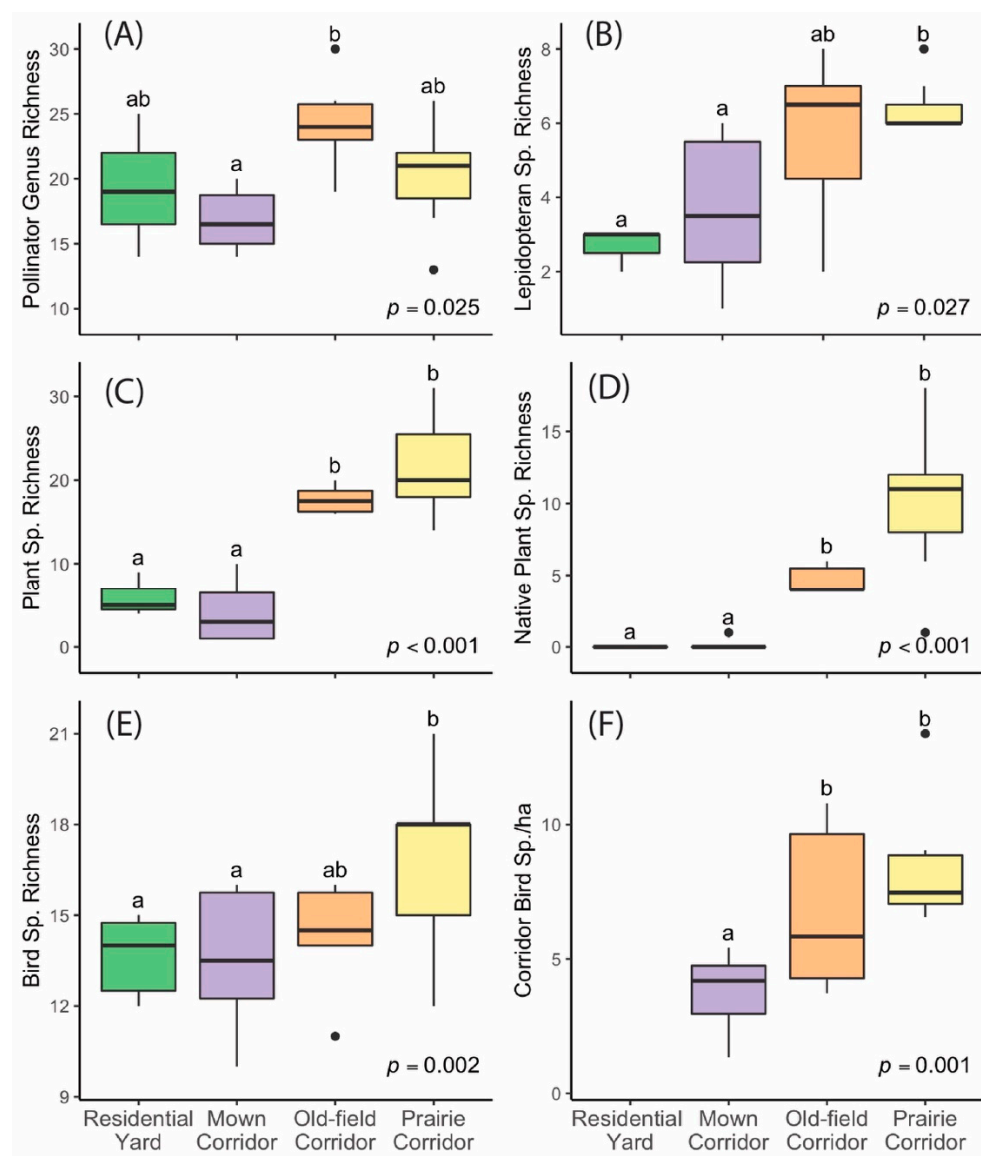 (A)
Pollinator Genus Richness
30
25
20
15
10
ab
a
b
ab
p = 0.025
(B)
Lepidopteran Sp. Richness
8
6
4
2
a
a
ab
b
p = 0.027
(C)
Plant Sp. Richness
30
20
10
0
a
a
b
b
p < 0.001
(D)
Native Plant Sp. Richness
15
10
5
0
a
a
b
b
p < 0.001
(E)
Bird Sp. Richness
21
18
15
12
9
a
a
ab
b
p = 0.002
Residential
Yard
Mown
Corridor
Old-field
Corridor
Prairie
Corridor
(F)
Corridor Bird Sp./ha
10
5
0
a
b
b
p = 0.001
Residential
Yard
Mown
Corridor
Old-field
Corridor
Prairie
Corridor